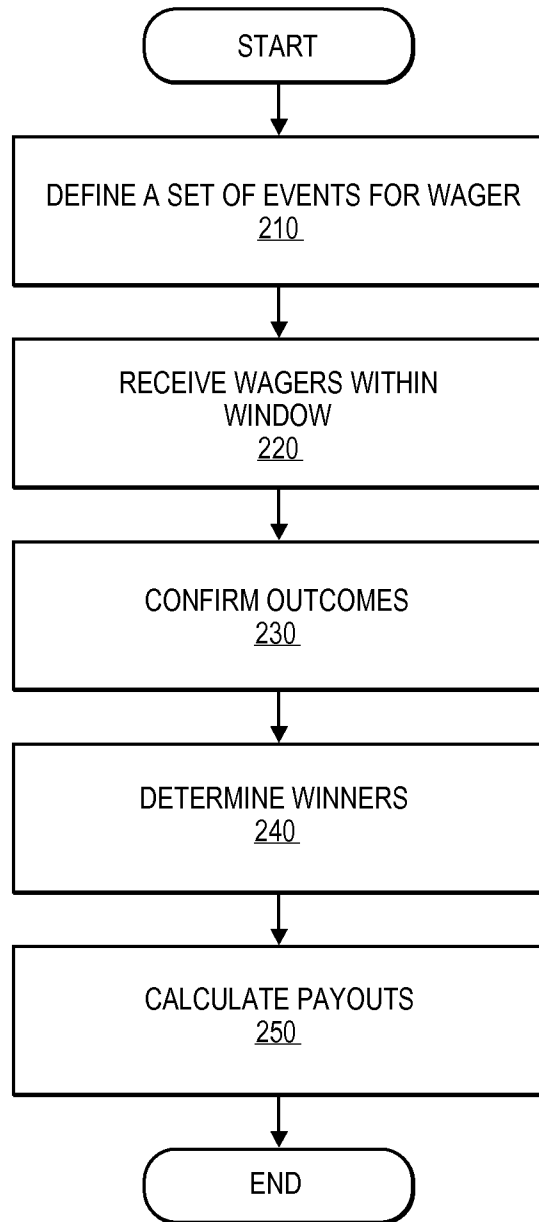 START
DEFINE A SET OF EVENTS FOR WAGER
210
RECEIVE WAGERS WITHIN
WINDOW
220
CONFIRM OUTCOMES
230
DETERMINE WINNERS
240
CALCULATE PAYOUTS
250
END